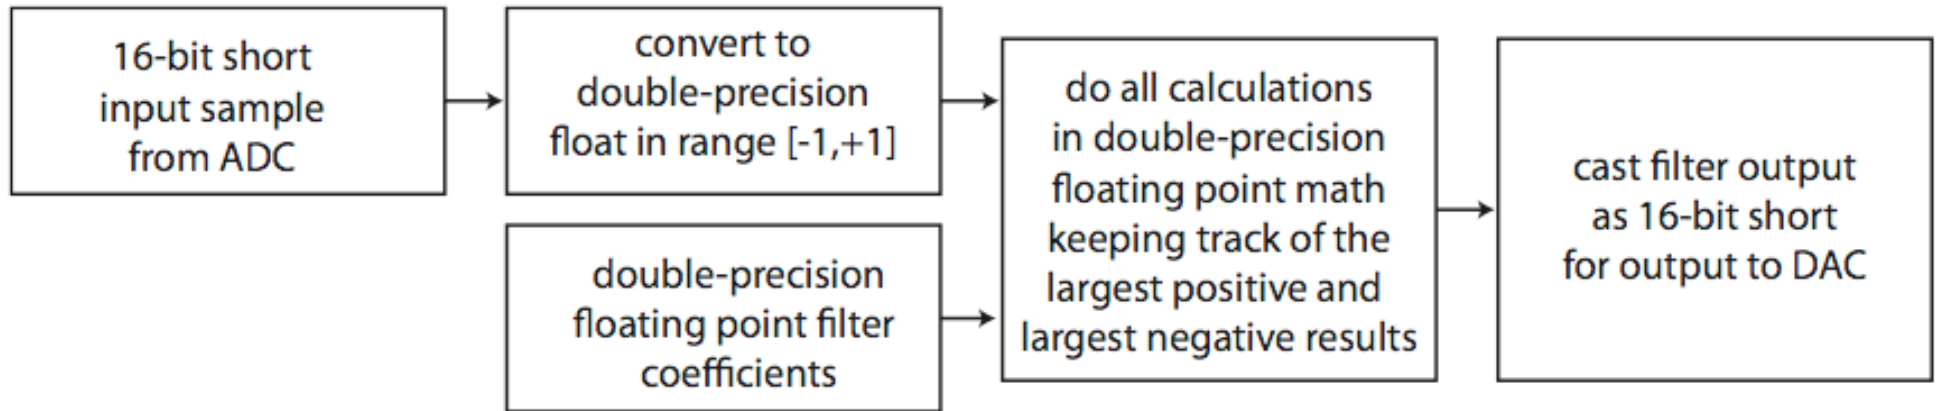 16-bit short
input sample
from ADC
convert to
double-precision
float in range [-1,+1]
double-precision
floating point filter
coefficients
do all calculations
in double-precision
floating point math
keeping track of the
largest positive and
largest negative results
cast filter output
as 16-bit short
for output to DAC